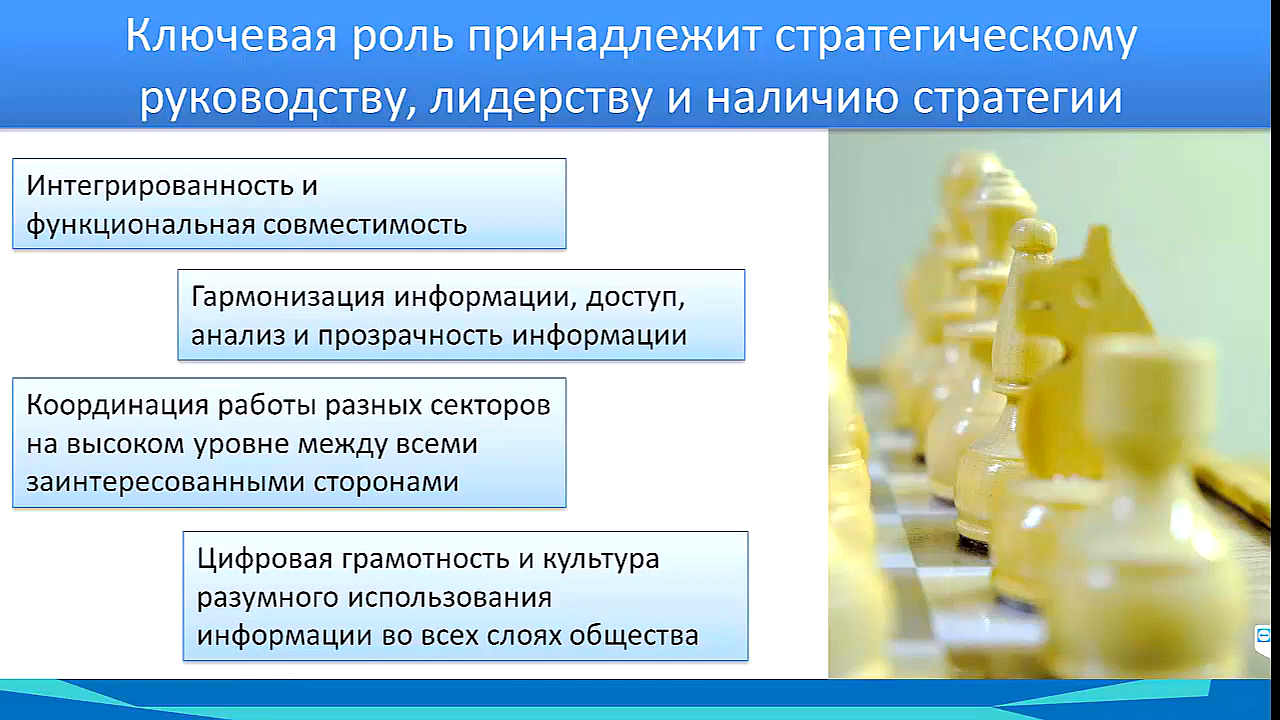 Ключевая роль принадлежит стратегическому
руководству, лидерству и наличию стратегии
Интегрированность и
функциональная совместимость
Гармонизация информации, доступ,
анализ и прозрачность информации
Координация работы разных секторов
на высоком уровне между всеми
заинтересованными сторонами
Цифровая грамотность и культура
разумного использования
информации во всех слоях общества